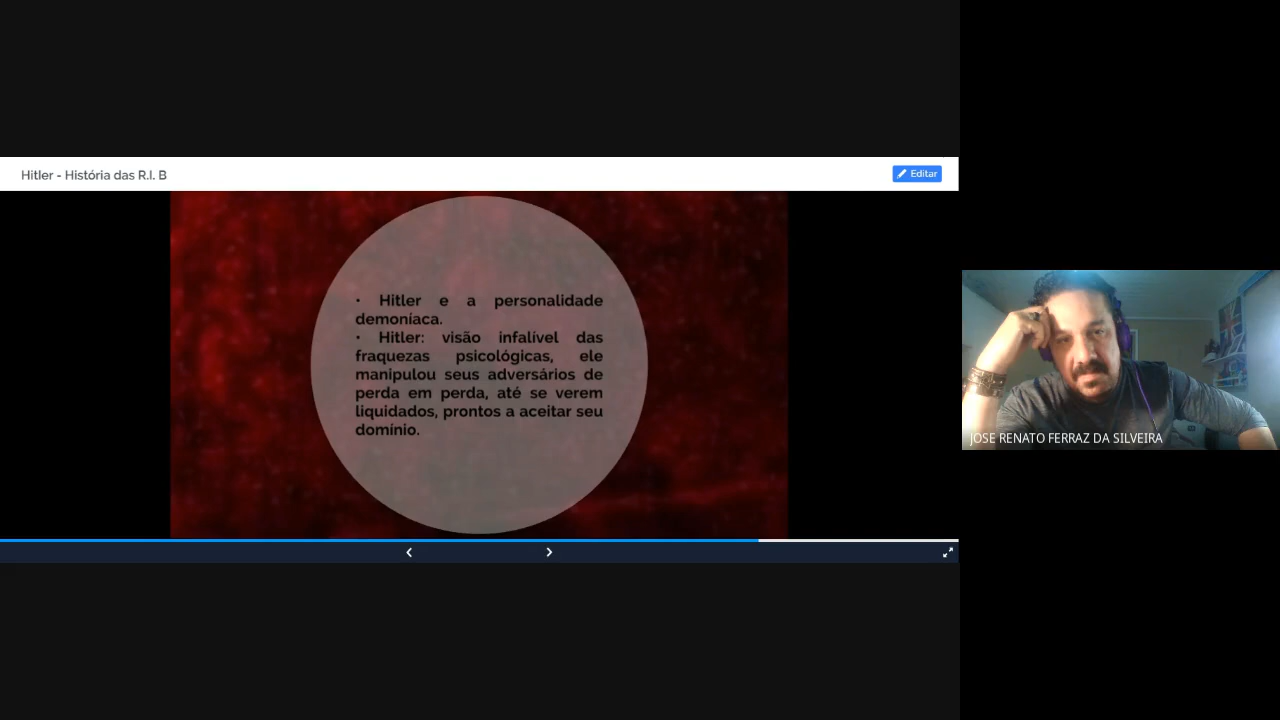 Hitler - História das R.I. B
Editar
• Hitler e a personalidade
demoníaca.
• Hitler: visão infalível das
fraquezas psicológicas, ele
manipulou seus adversários de
perda em perda, até se verem
liquidados, prontos a aceitar seu
domínio.
JOSE RENATO FERRAZ DA SILVEIRA